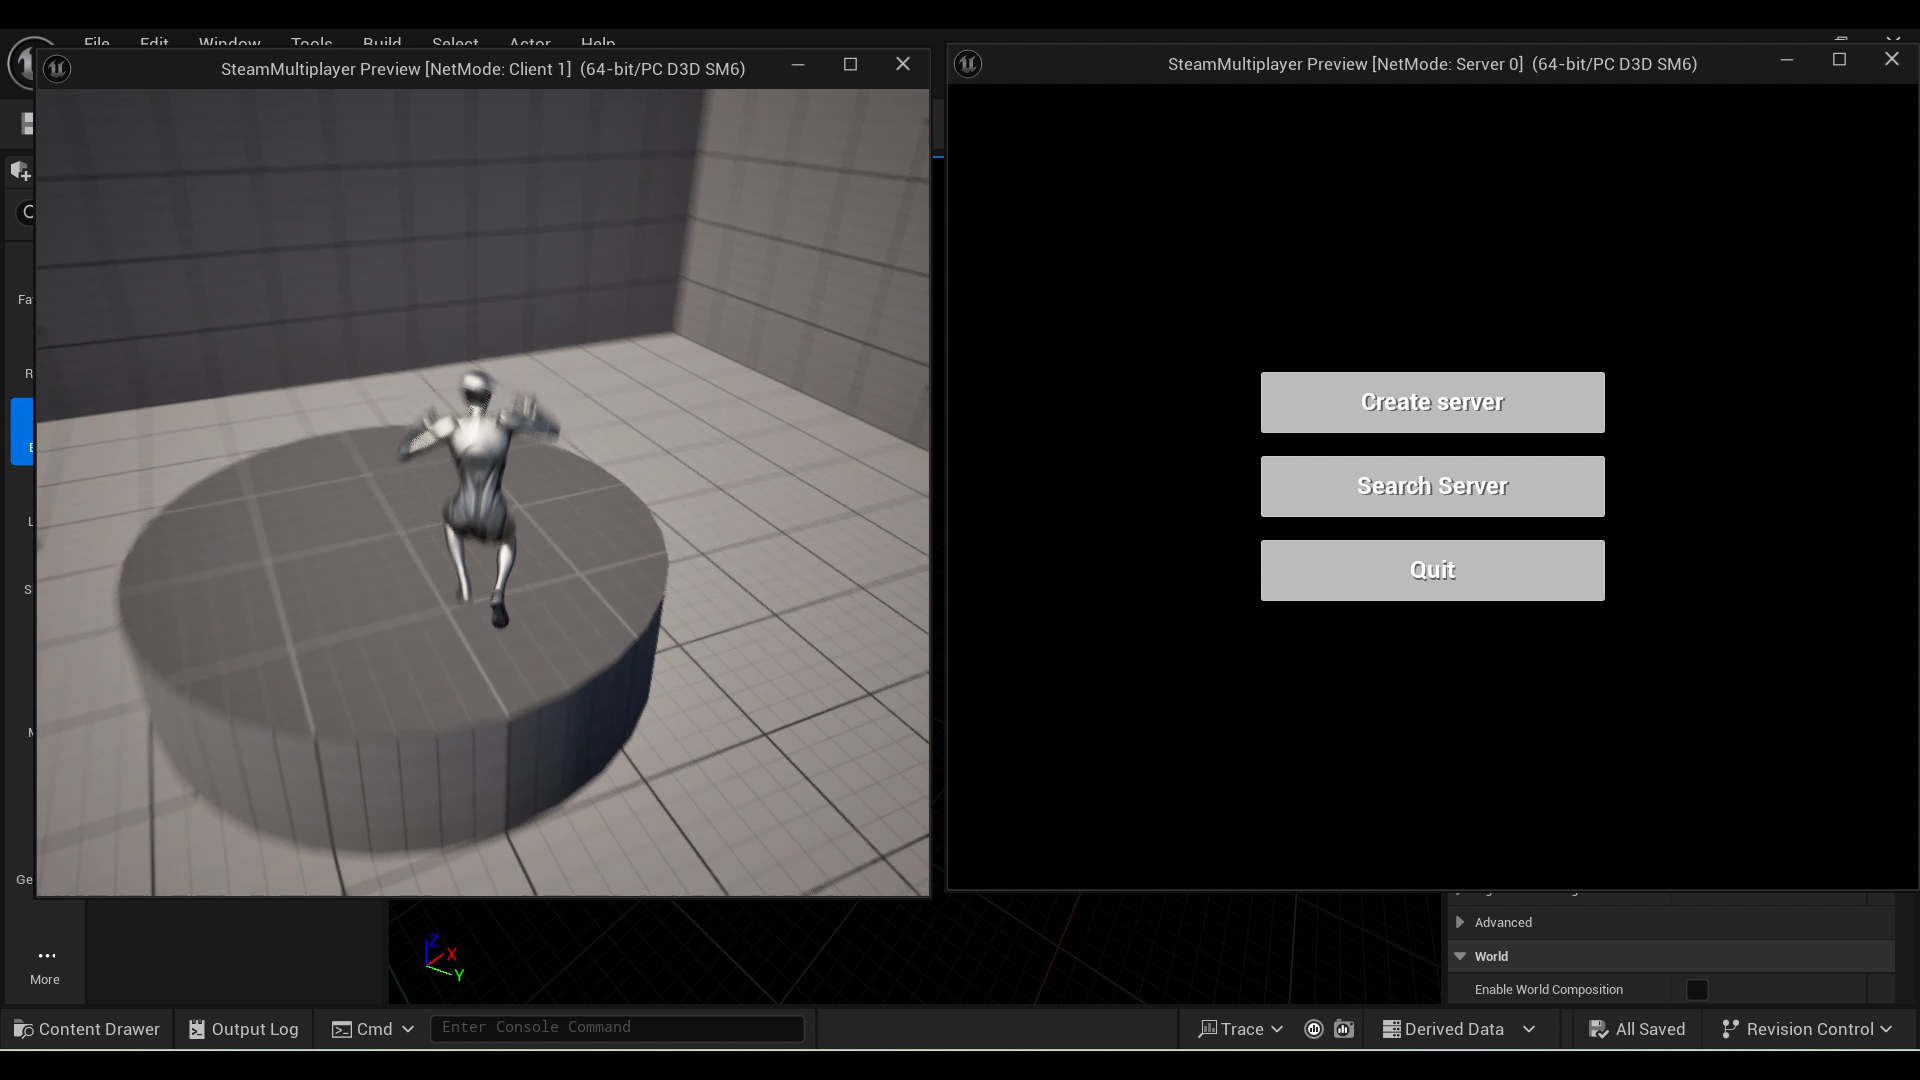 File Edit Window Tools Build Select Actor Help
SteamMultiplayer Preview [NetMode: Client 1] (64-bit/PC D3D SM6)
SteamMultiplayer Preview [NetMode: Server 0] (64-bit/PC D3D SM6)
Create server
Search Server
Quit
Advanced
World
Enable World Composition
More
Content Drawer
Output Log
Cmd
Enter Console Command
Trace
Derived Data
All Saved
Revision Control